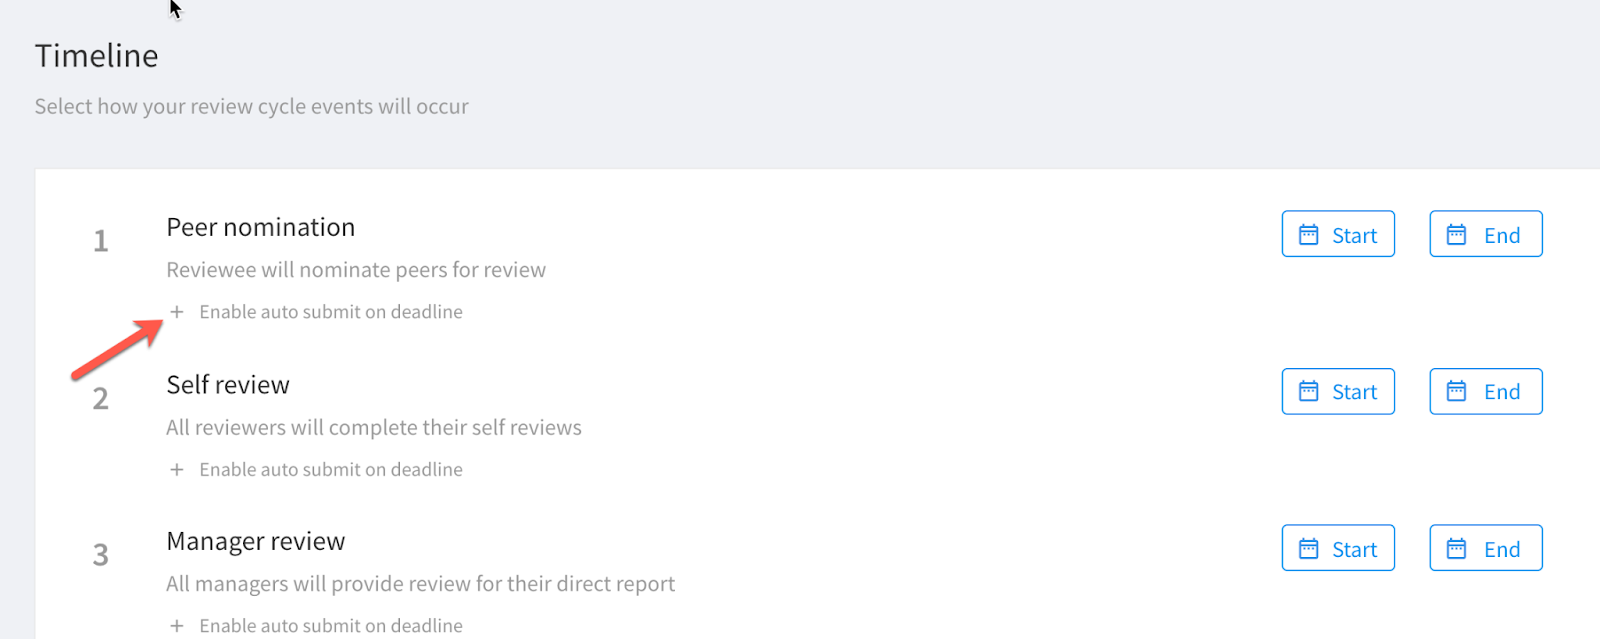 Timeline
Select how your review cycle events will occur
1
Peer nomination
Start
End
Reviewee will nominate peers for review
+ Enable auto submit on deadline
2
Self review
Start
End
All reviewers will complete their self reviews
+ Enable auto submit on deadline
3
Manager review
Start
End
All managers will provide review for their direct report
+ Enable auto submit on deadline